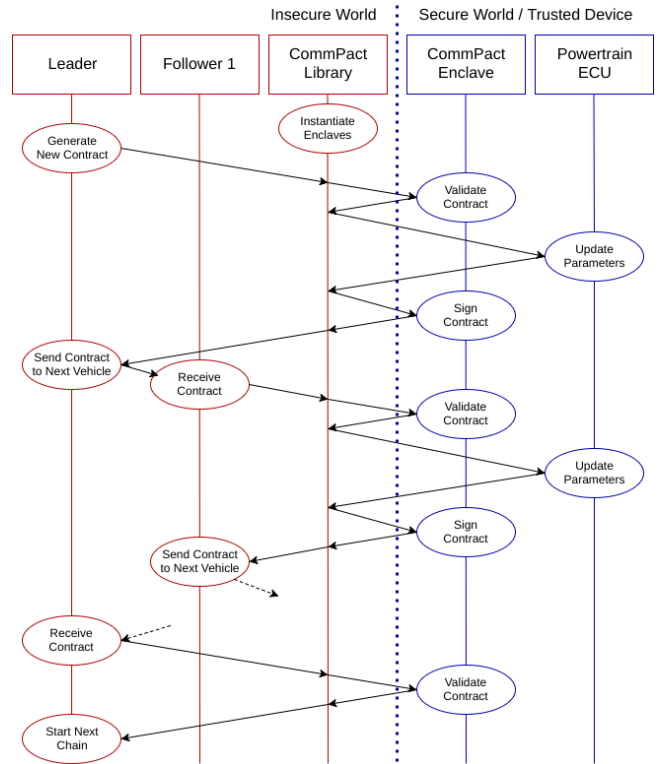 Insecure World
Secure World / Trusted Device
Leader
Follower 1
CommPact
Library
CommPact
Enclave
Powertrain
ECU
Instantiate
Enclaves
Generate
New Contract
Validate
Contract
Update
Parameters
Sign
Contract
Send Contract
to Next Vehicle
Receive
Contract
Validate
Contract
Update
Parameters
Sign
Contract
Send Contract
to Next Vehicle
Receive
Contract
Validate
Contract
Start Next
Chain